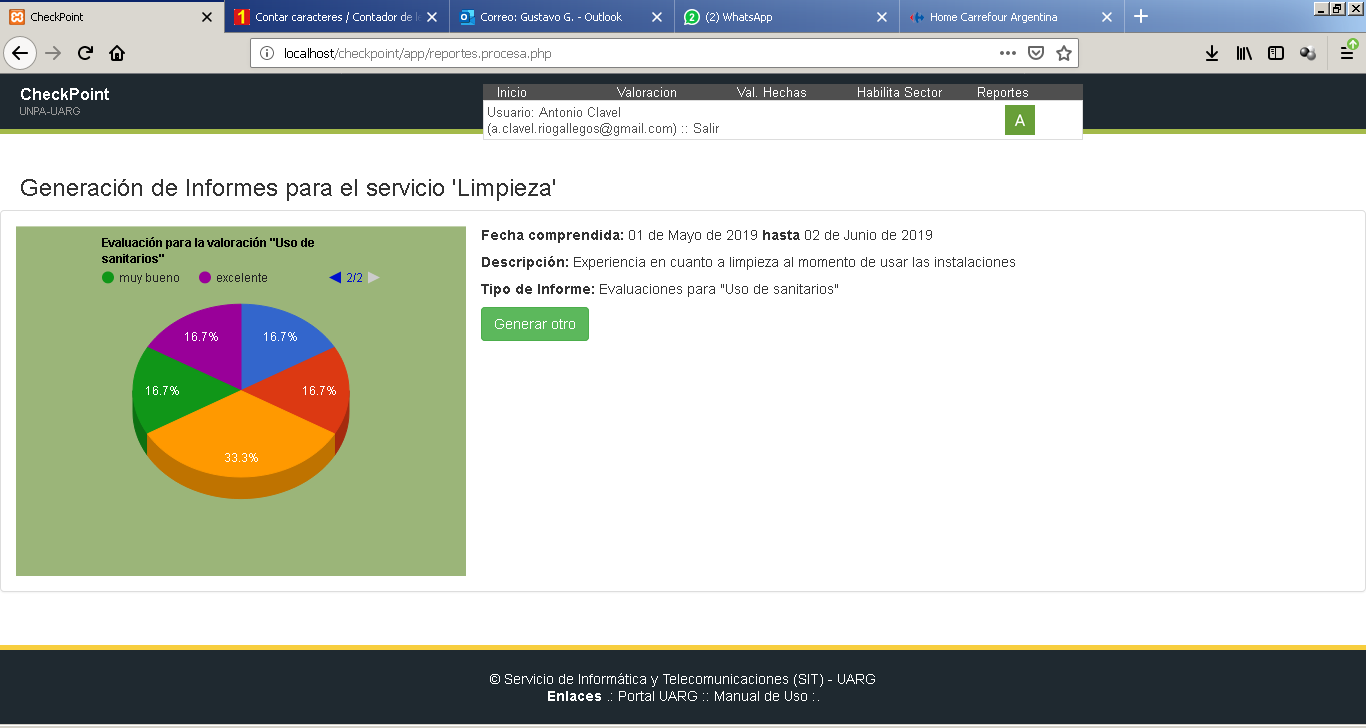 CheckPoint
Contar caracteres / Contador de l
Correo: Gustavo G. - Outlook
(2) WhatsApp
Home Carrefour Argentina
localhost/checkpoint/app/reportes.procesa.php
CheckPoint
UNPA-UARG
Inicio Valoracion Val. Hechas Habilita Sector Reportes
Usuario: Antonio Clavel
(a.clavel.riogallegos@gmail.com) :: Salir
A
Generación de Informes para el servicio 'Limpieza'
Evaluación para la valoración "Uso de
sanitarios"
muy bueno excelente 2/2
16.7% 16.7%
16.7% 16.7%
33.3%
Fecha comprendida: 01 de Mayo de 2019 hasta 02 de Junio de 2019
Descripción: Experiencia en cuanto a limpieza al momento de usar las instalaciones
Tipo de Informe: Evaluaciones para "Uso de sanitarios"
Generar otro
© Servicio de Informática y Telecomunicaciones (SIT) - UARG
Enlaces .: Portal UARG :: Manual de Uso :.